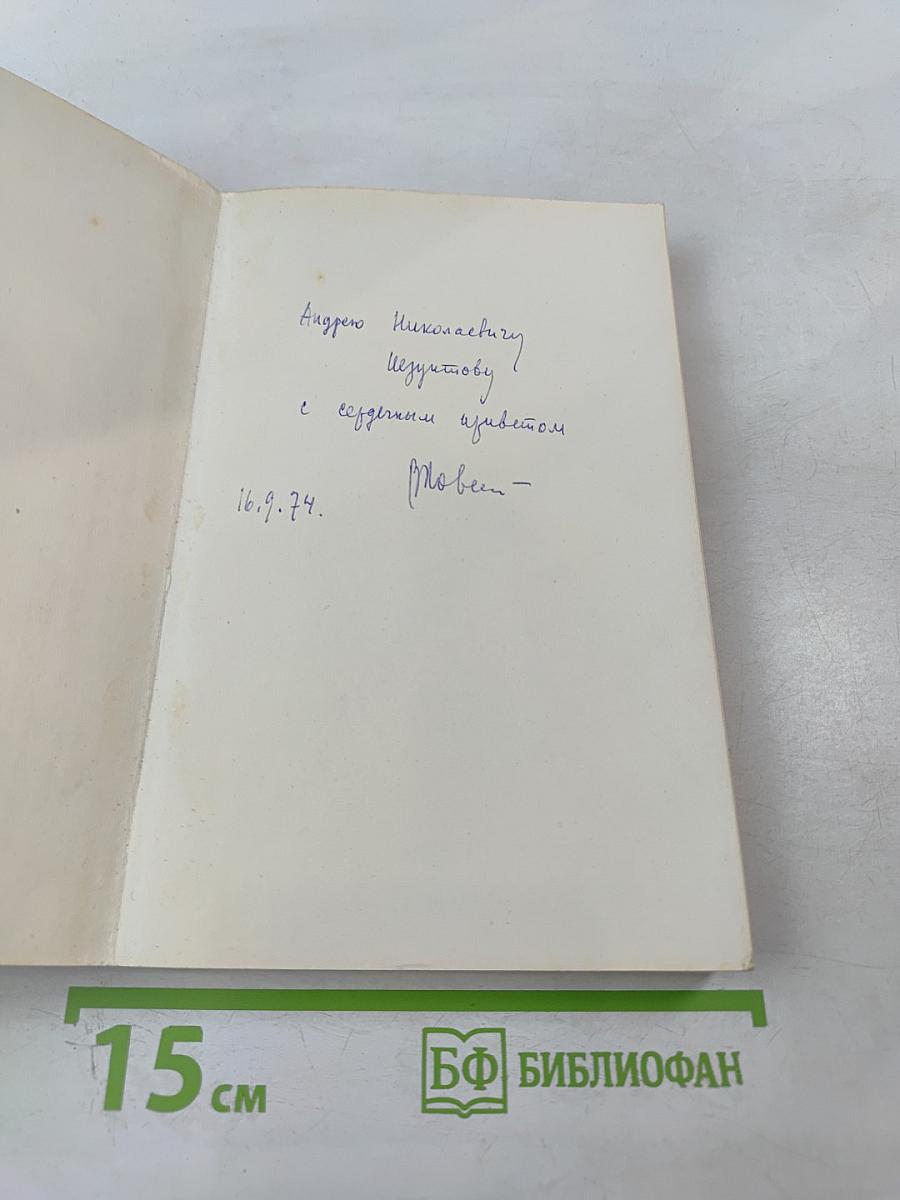 Андрею Николаевичу
Иезуитову
с сердечным приветом
16.9.74.
15 см
БФ БИБЛИОФАН